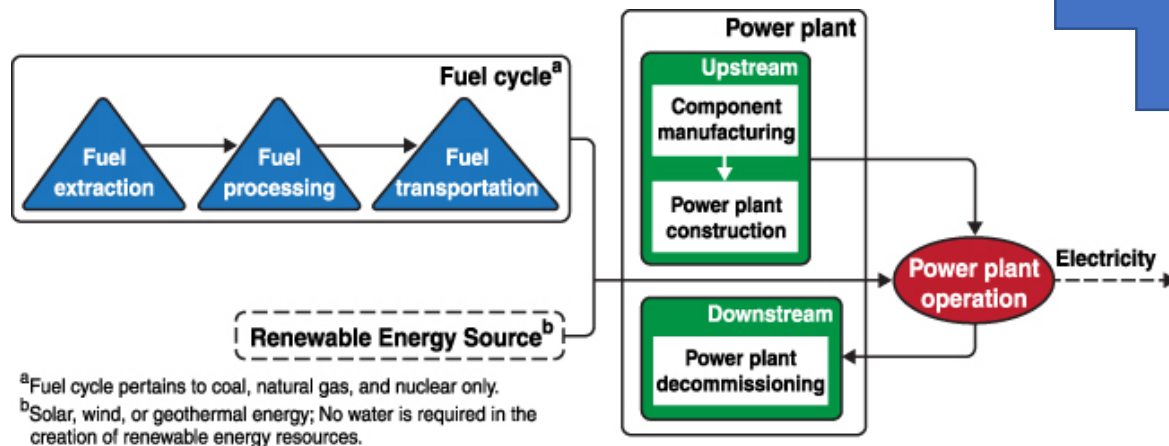 Power plant
Fuel cycle^a
Upstream
Component
manufacturing
Fuel
extraction
Fuel
processing
Fuel
transportation
Power plant
construction
Power plant
operation
Electricity
Renewable Energy Source^b
Downstream
Power plant
decommissioning
^aFuel cycle pertains to coal, natural gas, and nuclear only.
^bSolar, wind, or geothermal energy; No water is required in the
creation of renewable energy resources.